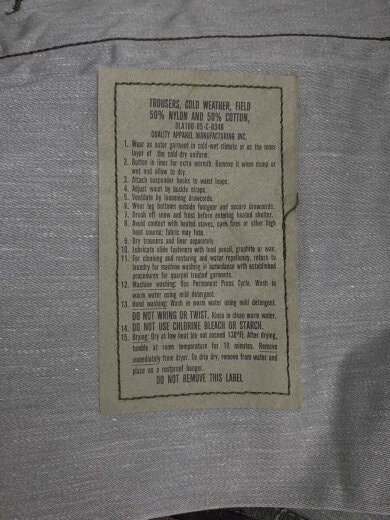 TROUSERS, COLD WEATHER, FIELD
50% NYLON AND 50% COTTON,
DLA100-85-C-0346
QUALITY APPAREL MANUFACTURING INC.
1. Wear as outer garment in cold-wet climate or as the inner
layer of the cold-dry uniform.
2. Button in liner for extra warmth. Remove it when damp or
wet and allow to dry.
3. Attach suspender hooks to waist loops.
4. Adjust waist by buckle straps.
5. Ventilate by loosening drawcords.
6. Wear leg bottoms outside footgear and secure drawcords.
7. Brush off snow and frost before entering heated shelter.
8. Avoid contact with heated stoves, open fires or other high
heat source; fabric may fuse.
9. Dry trousers and liner separately.
10. Lubricate slide fasteners with lead pencil, graphite or wax.
11. For cleaning and restoring and water repellency, return to
laundry for machine washing in accordance with established
procedures for quarpel treated garments.
12. Machine washing: Use Permanent Press Cycle. Wash in
warm water using mild detergent.
13. Hand washing: Wash in warm water using mild detergent.
DO NOT WRING OR TWIST. Rinse in clean warm water.
14. DO NOT USE CHLORINE BLEACH OR STARCH.
15. Drying: Dry at low heat (do not exceed 130°F). After drying,
tumble at room temperature for 10 minutes. Remove
immediately from dryer. To drip dry, remove from water and
place on a rustproof hanger.
DO NOT REMOVE THIS LABEL